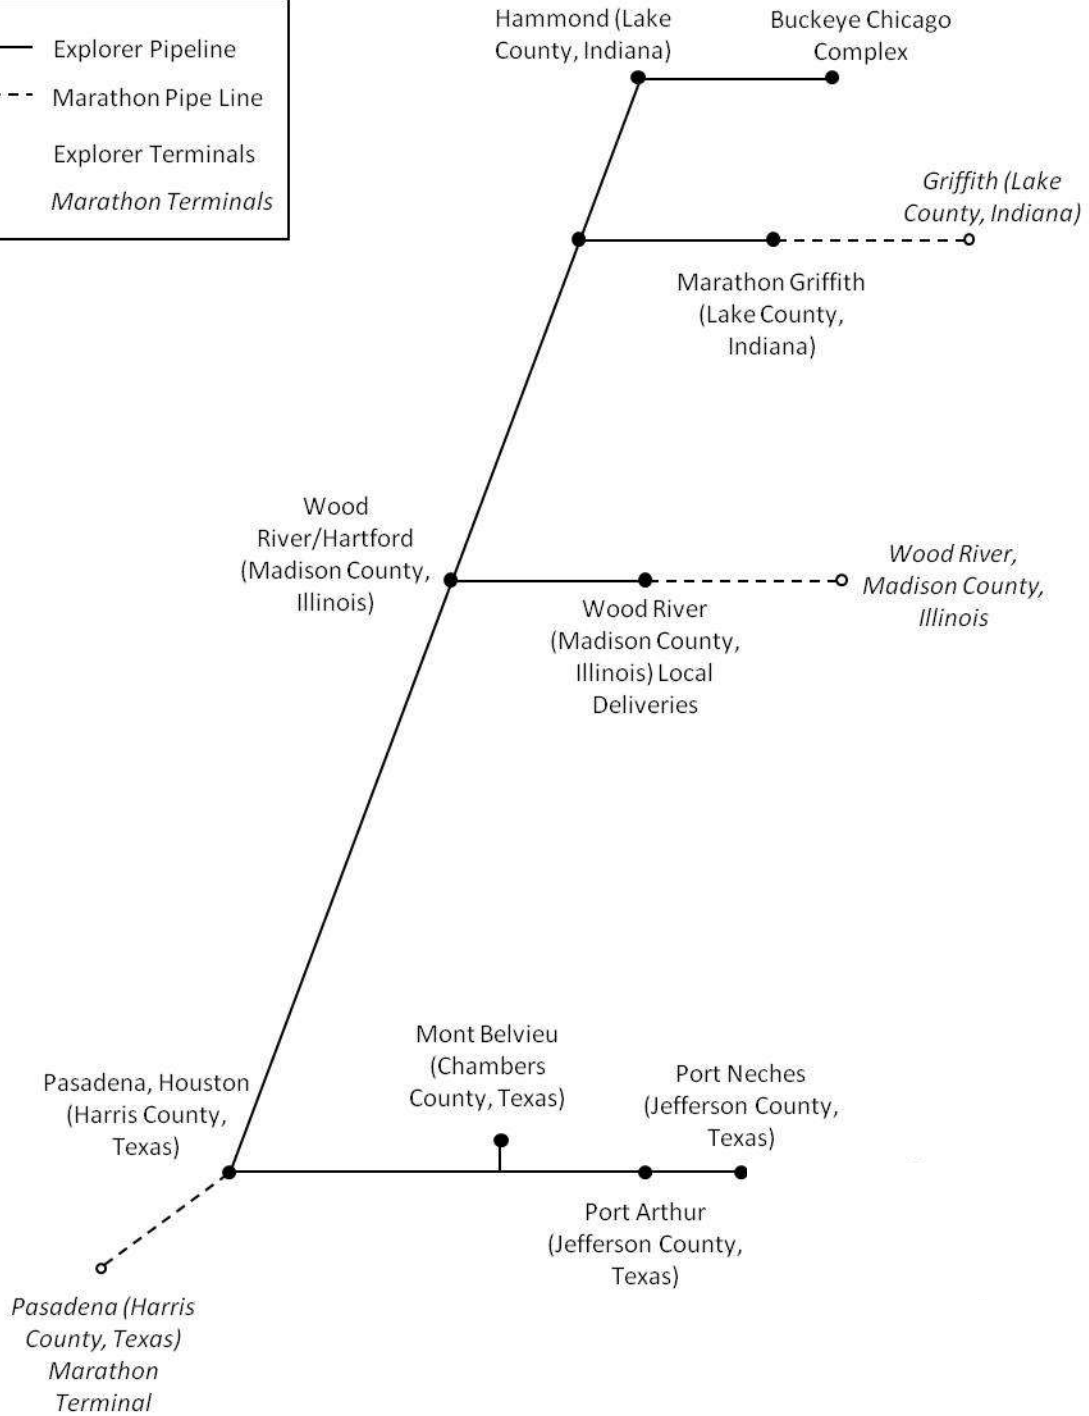 Explorer Pipeline
Marathon Pipe Line
Explorer Terminals
Marathon Terminals
Hammond (Lake
County, Indiana)
Buckeye Chicago
Complex
Griffith (Lake
County, Indiana)
Marathon Griffith
(Lake County,
Indiana)
Wood
River/Hartford
(Madison County,
Illinois)
Wood River,
Madison County,
Illinois
Wood River
(Madison County,
Illinois) Local
Deliveries
Mont Belvieu
(Chambers
County, Texas)
Port Neches
(Jefferson County,
Texas)
Pasadena, Houston
(Harris County,
Texas)
Port Arthur
(Jefferson County,
Texas)
Pasadena (Harris
County, Texas)
Marathon
Terminal